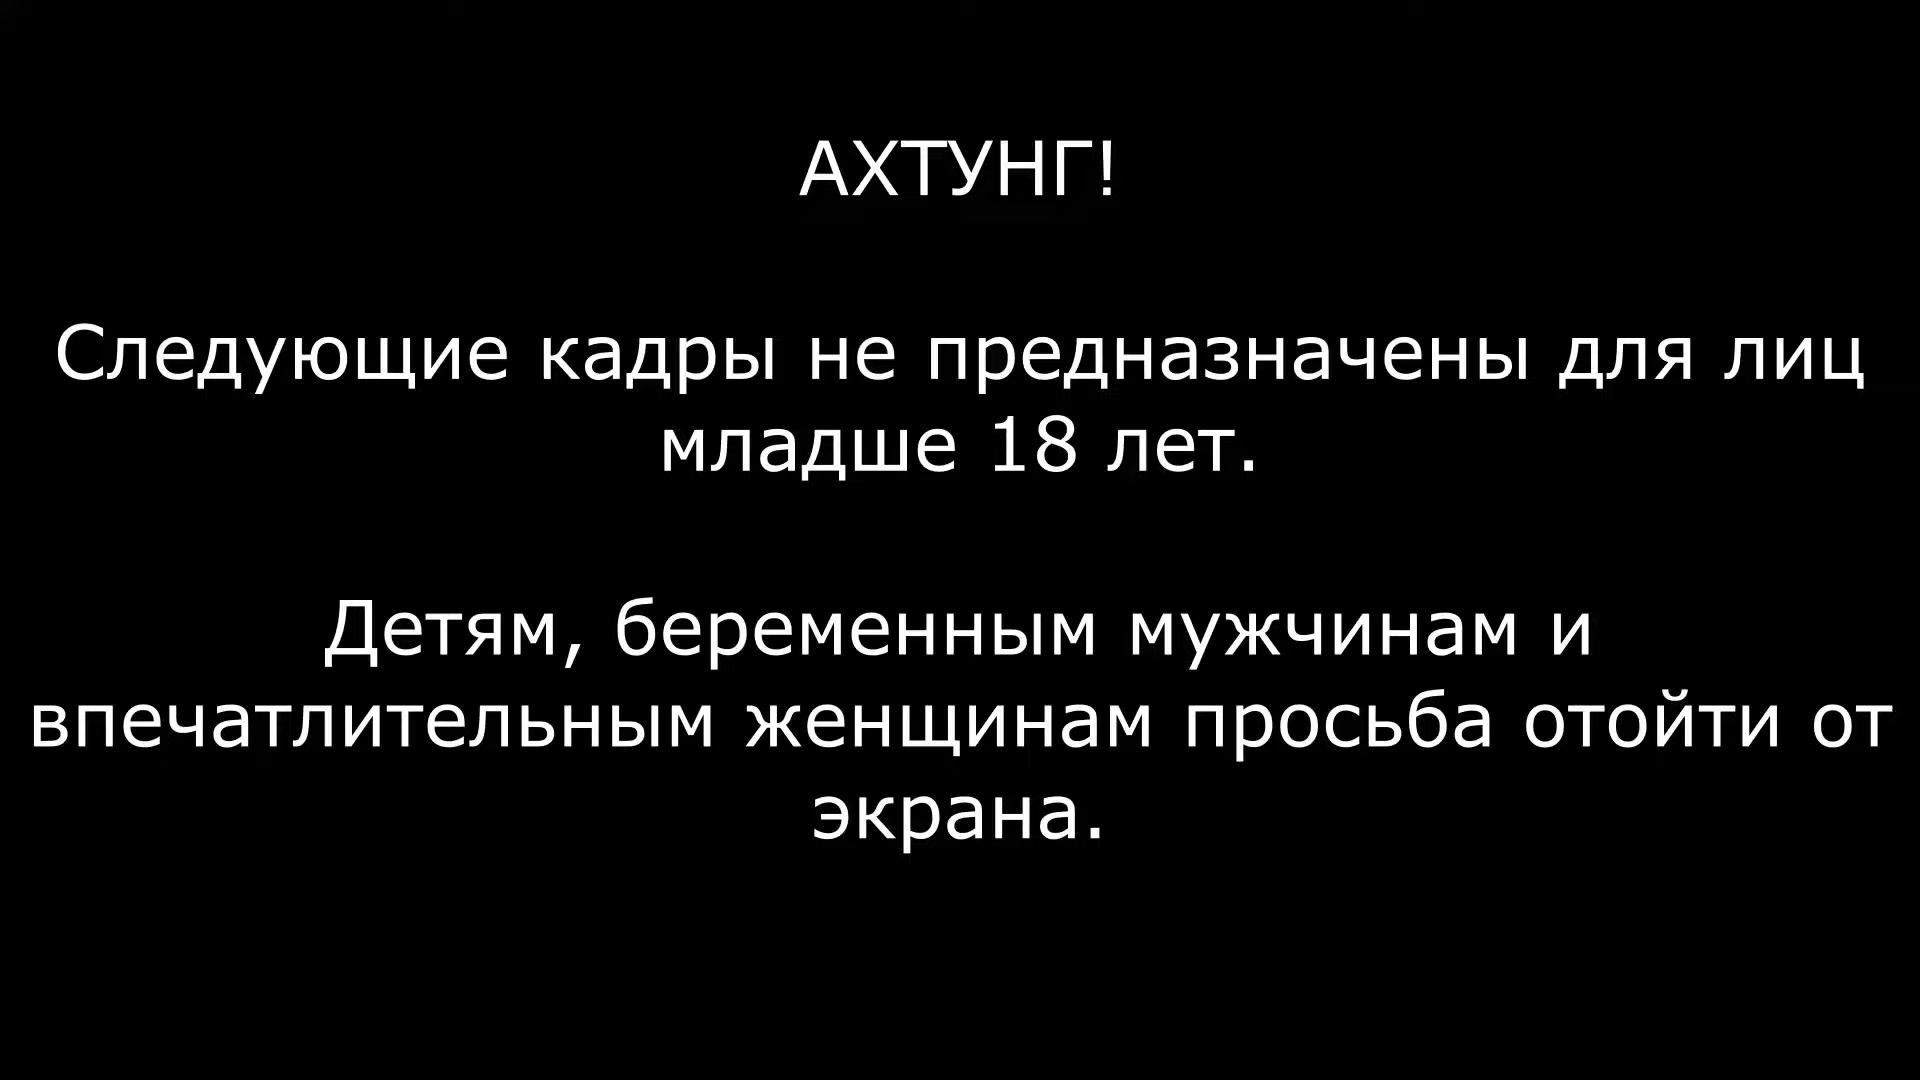 АХТУНГ!
Следующие кадры не предназначены для лиц
младше 18 лет.
Детям, беременным мужчинам и
впечатлительным женщинам просьба отойти от
экрана.